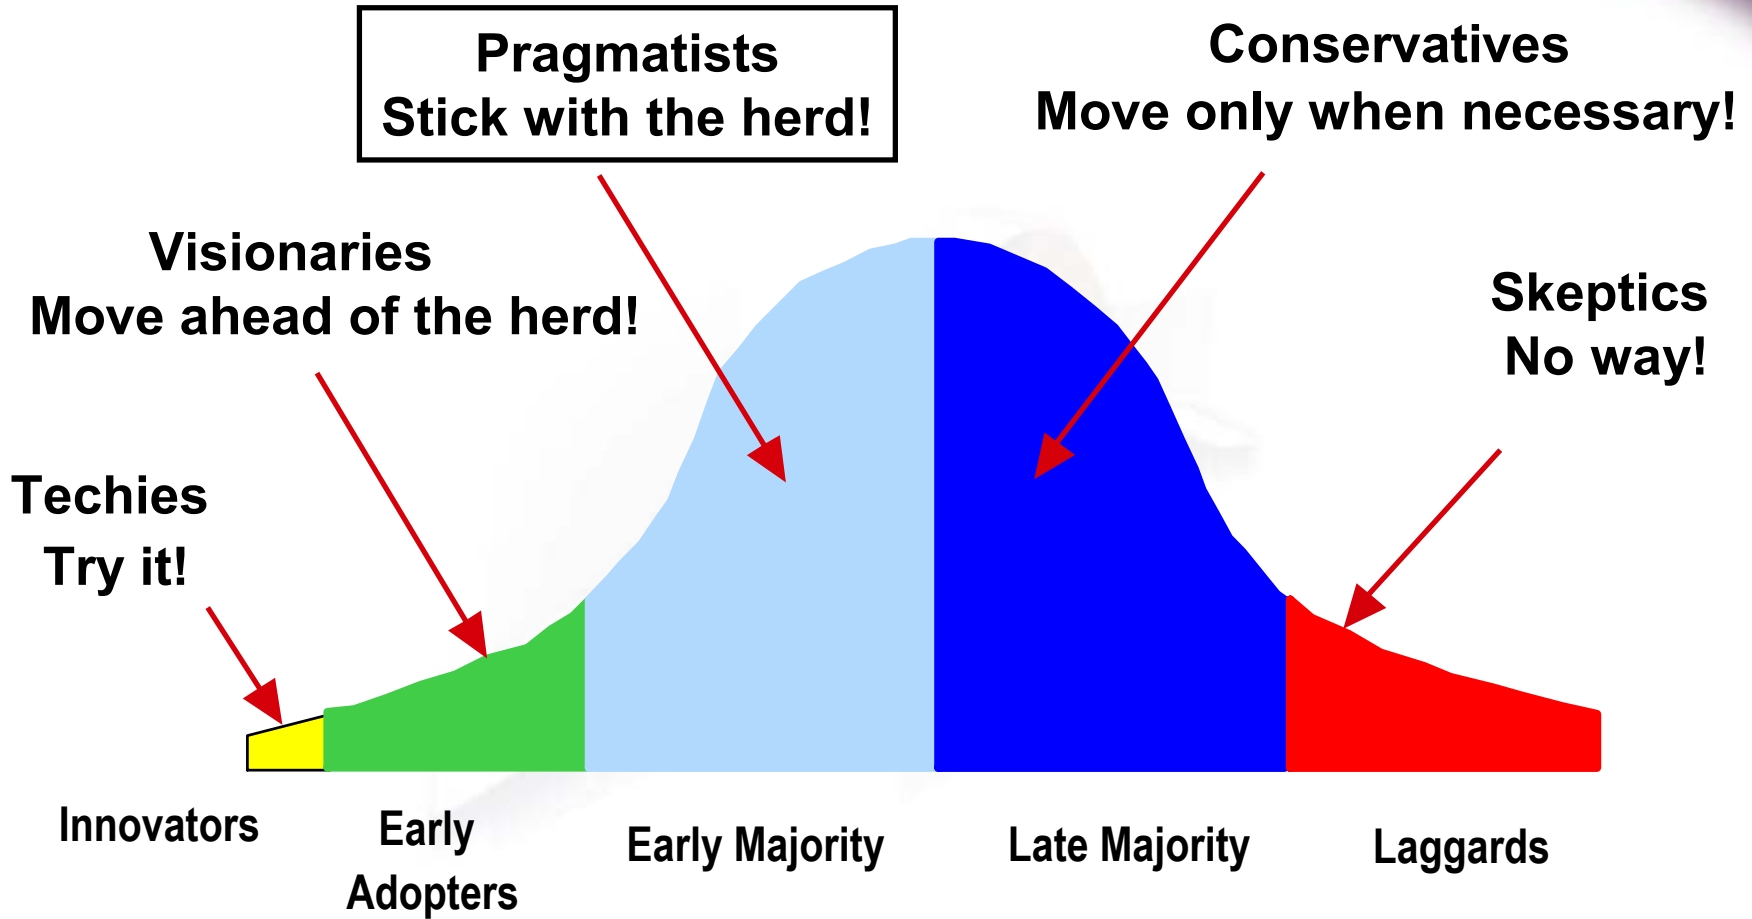 Pragmatists
Stick with the herd!
Conservatives
Move only when necessary!
Visionaries
Move ahead of the herd!
Skeptics
No way!
Techies
Try it!
Innovators
Early
Adopters
Early Majority
Late Majority
Laggards